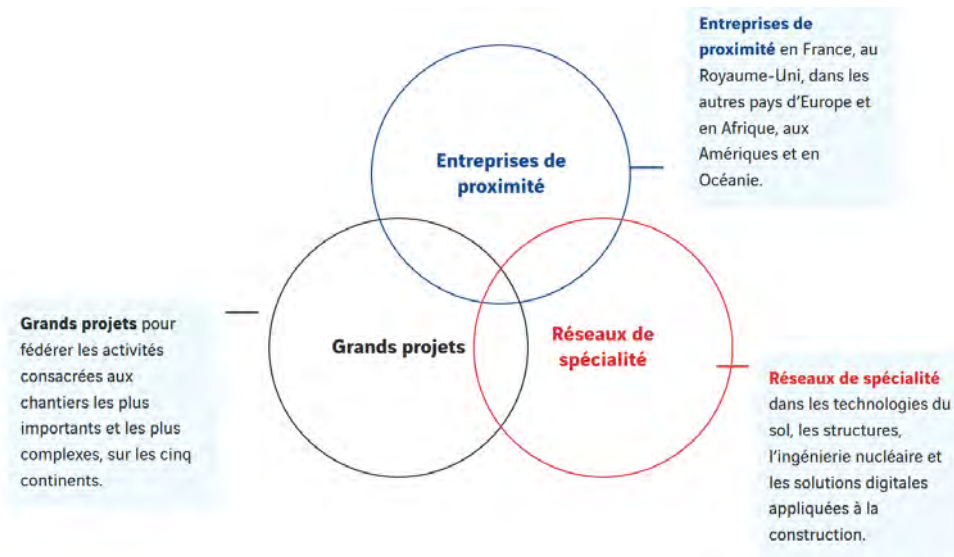 Entreprises de
proximité en France, au
Royaume-Uni, dans les
autres pays d'Europe et
en Afrique, aux
Amériques et en
Océanie.
Entreprises de
proximité
Grands projets
Réseaux de
spécialité
Grands projets pour
fédérer les activités
consacrées aux
chantiers les plus
importants et les plus
complexes, sur les cinq
continents.
Réseaux de spécialité
dans les technologies du
sol, les structures,
l'ingénierie nucléaire et
les solutions digitales
appliquées à la
construction.